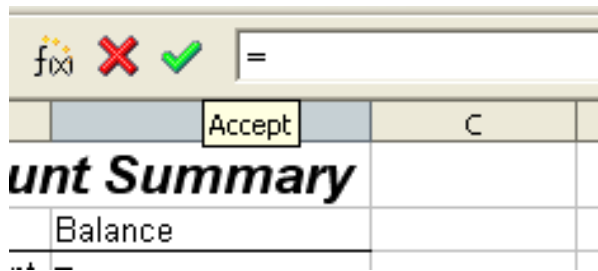 f(x) =
Accept C
unt Summary
Balance